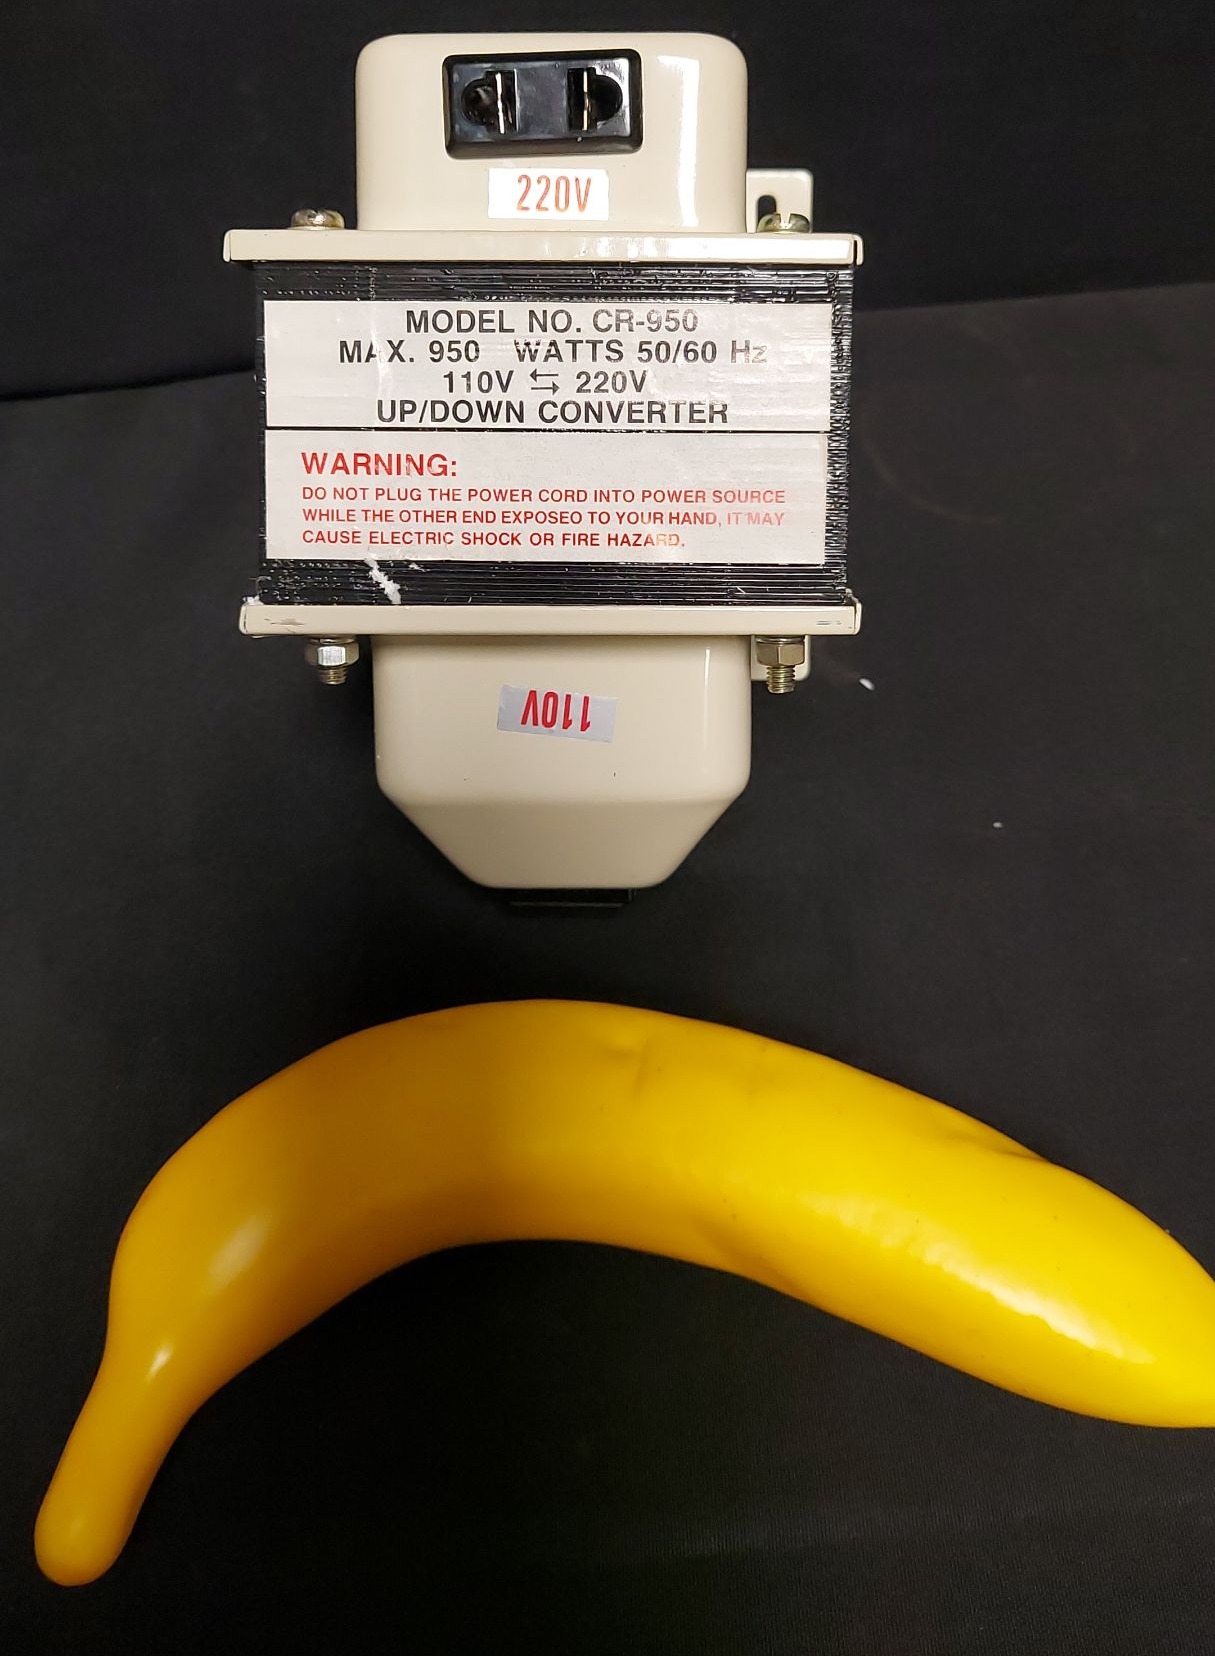 220V
MODEL NO. CR-950
MAX. 950 WATTS 50/60 Hz
110V ⇆ 220V
UP/DOWN CONVERTER
WARNING:
DO NOT PLUG THE POWER CORD INTO POWER SOURCE
WHILE THE OTHER END EXPOSEO TO YOUR HAND, IT MAY
CAUSE ELECTRIC SHOCK OR FIRE HAZARD.
110V